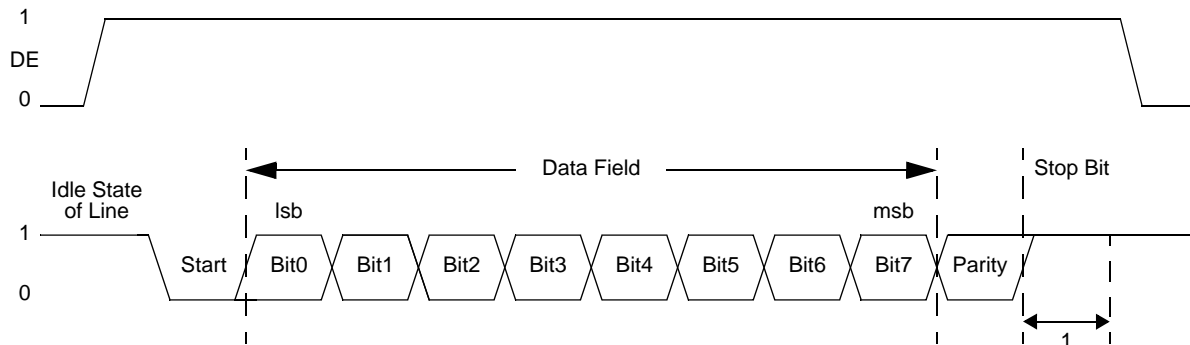 1
DE
0
Data Field
Stop Bit
Idle State
of Line
lsb
msb
1
Start
Bit0
Bit1
Bit2
Bit3
Bit4
Bit5
Bit6
Bit7
Parity
0
1